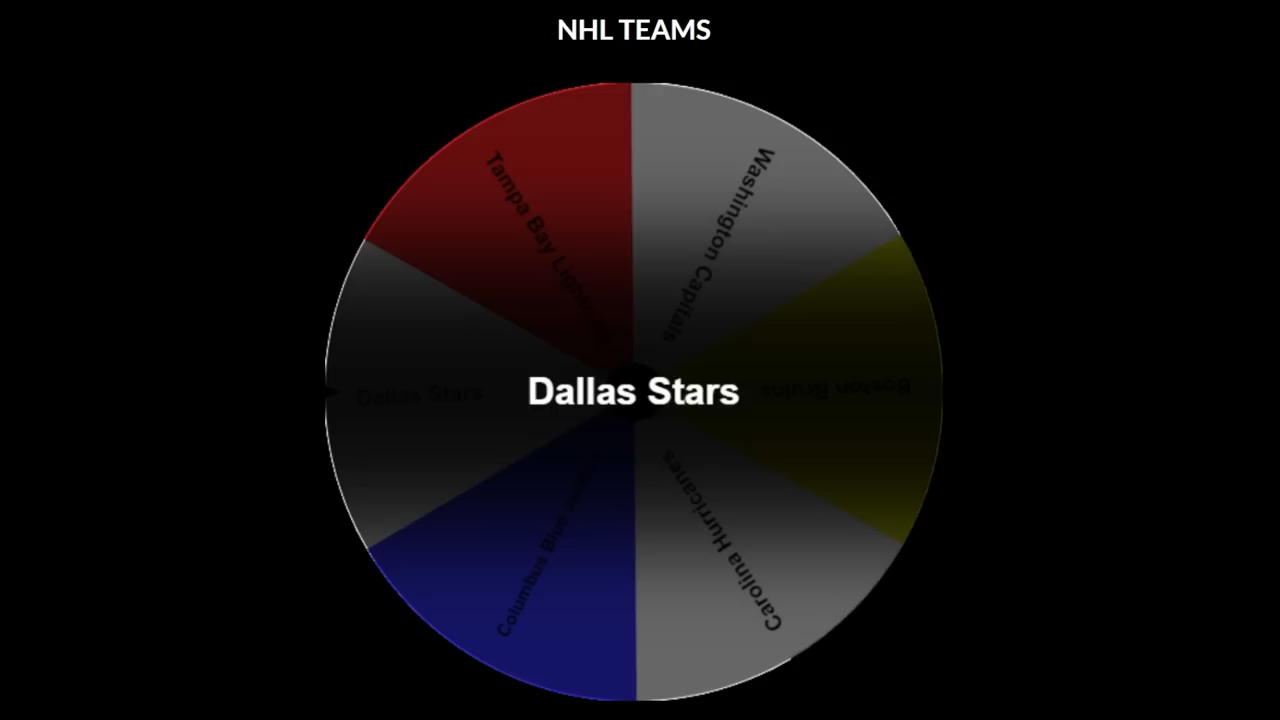 NHL TEAMS
Tampa Bay
Washington Capitals
Dallas Stars
Dallas Stars
Boston Bruins
Columbus Blue
Carolina Hurricanes